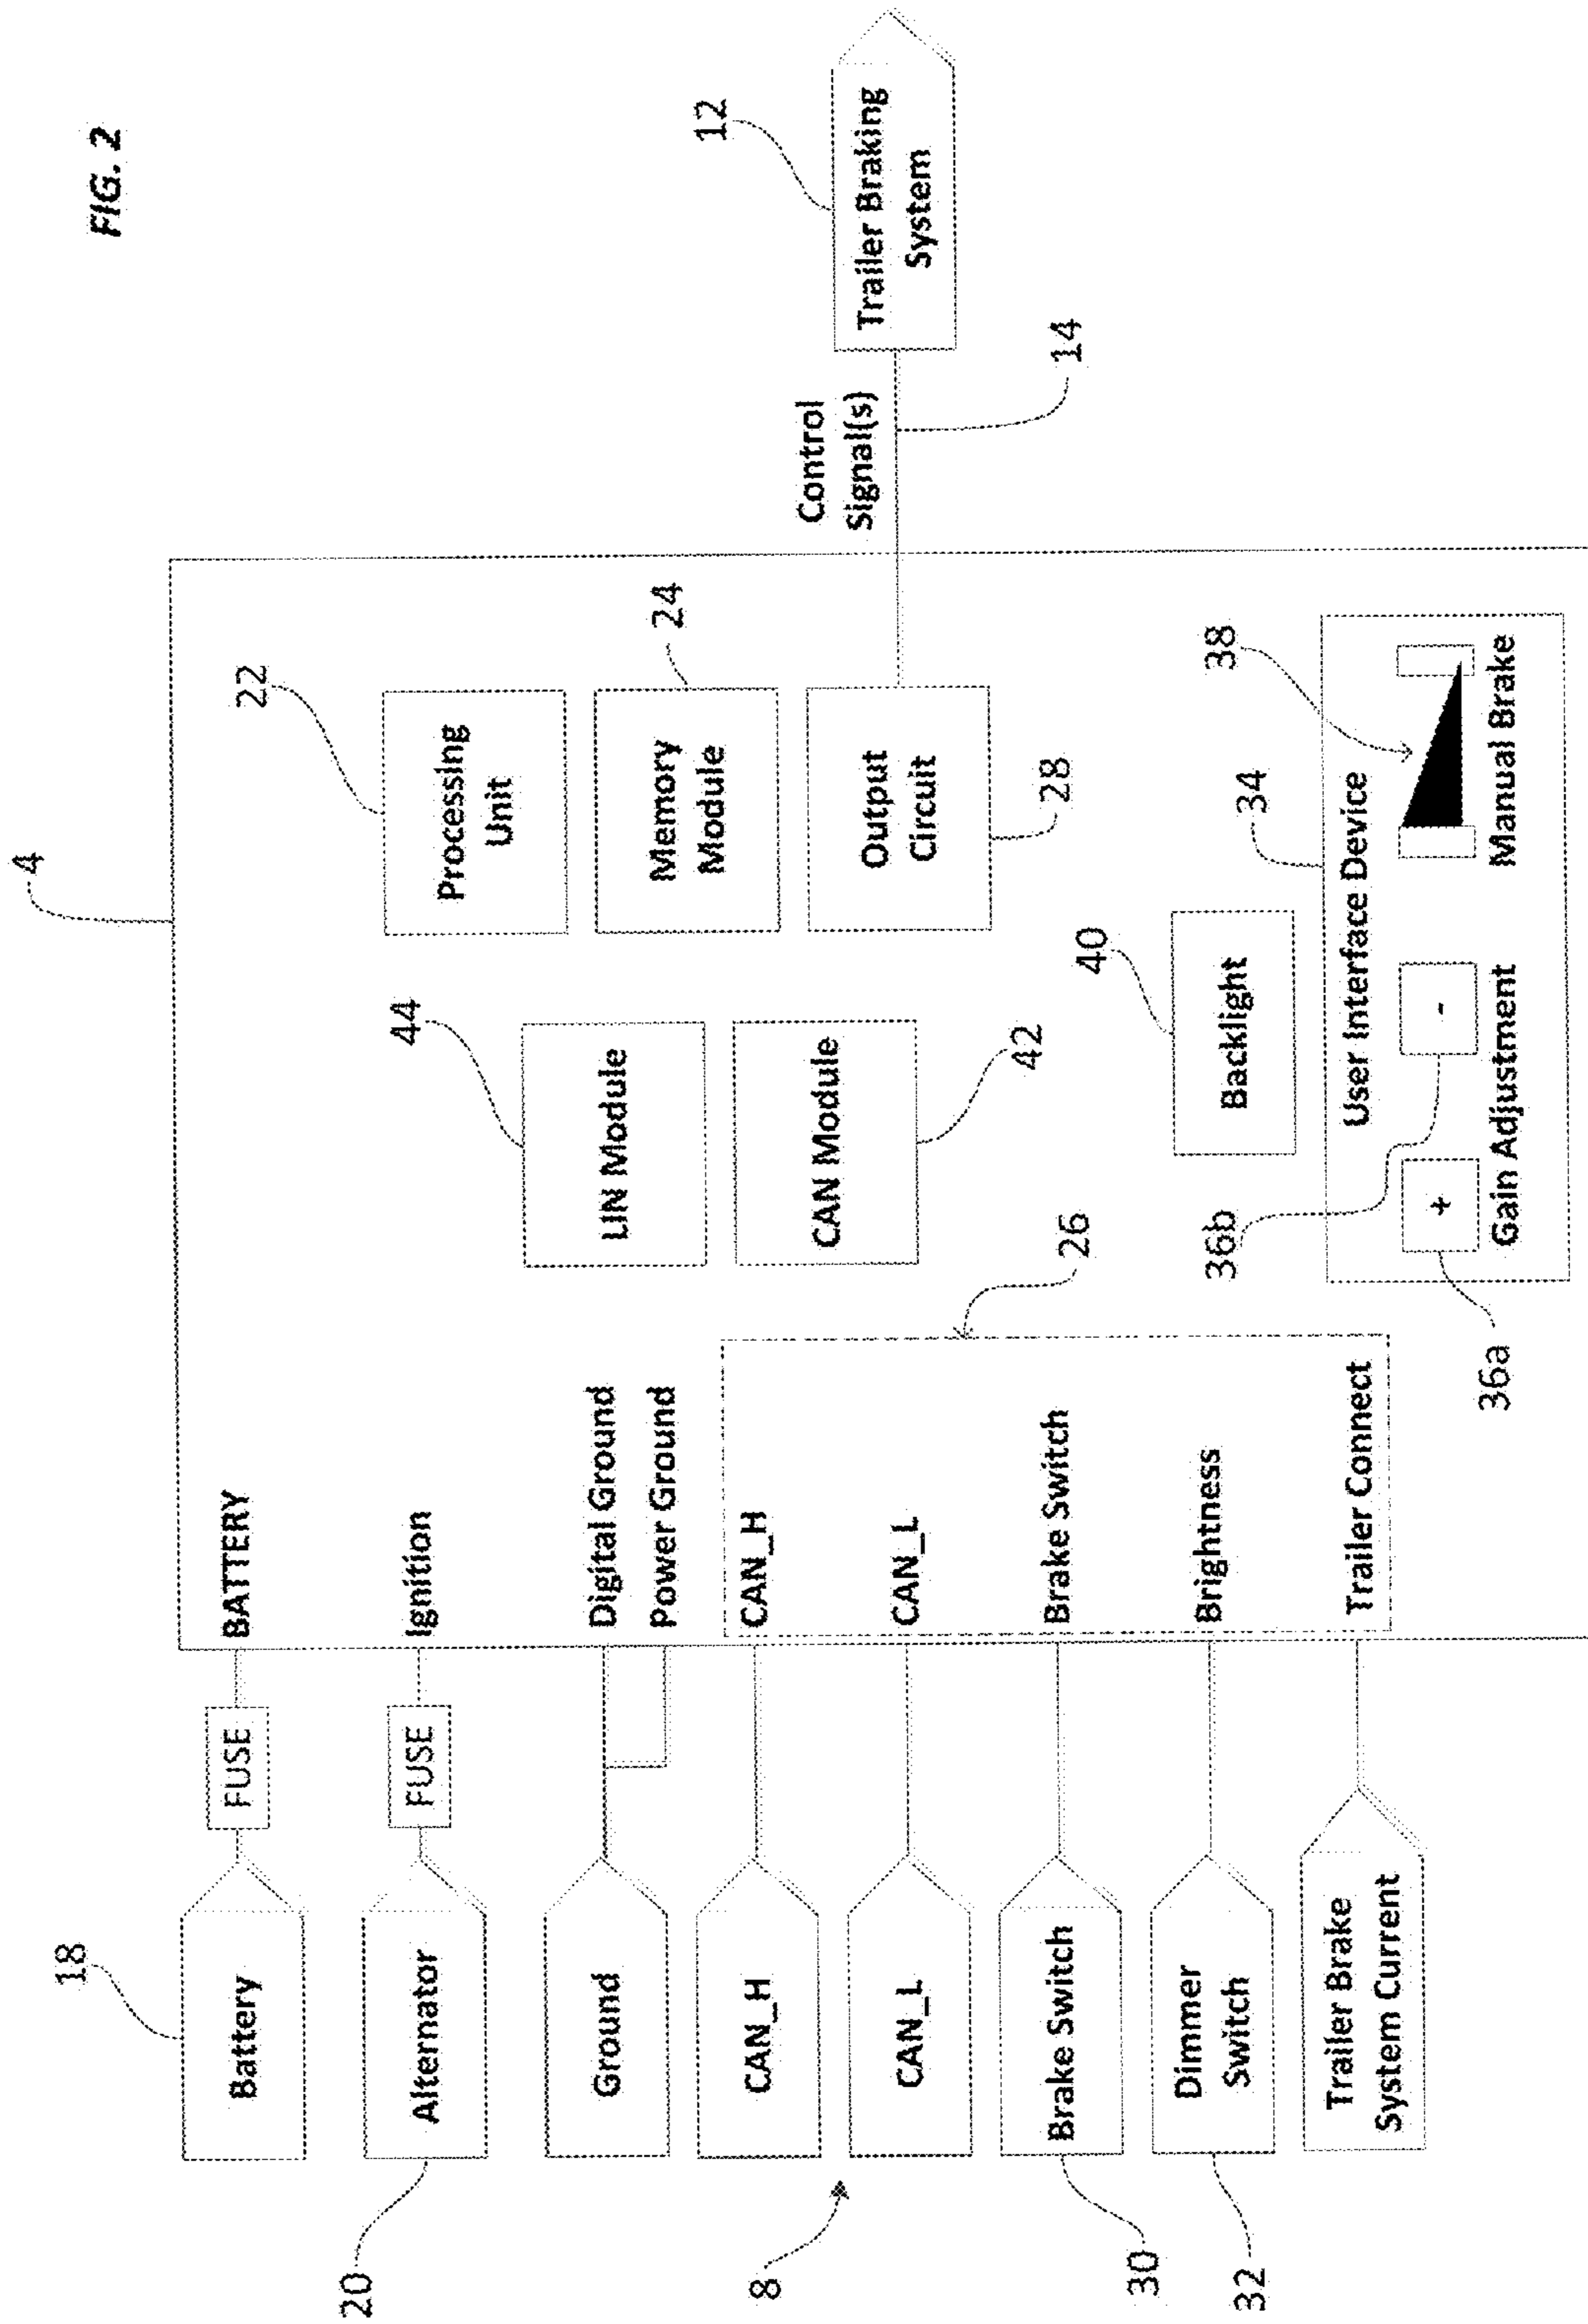 FIG. 2
4
18
Battery
FUSE
BATTERY
20
Alternator
FUSE
Ignition
Ground
Digital Ground
Power Ground
8
CAN_H
CAN_H
CAN_L
CAN_L
30
Brake Switch
Brake Switch
32
Dimmer
Switch
Brightness
Trailer Brake
System Current
Trailer Connect
26
44
LIN Module
CAN Module
42
22
Processing
Unit
24
Memory
Module
Output
Circuit
28
Control
Signal(s)
14
12
Trailer Braking
System
40
Backlight
34
User Interface Device
38
36b
36a
+
-
Gain Adjustment
Manual Brake